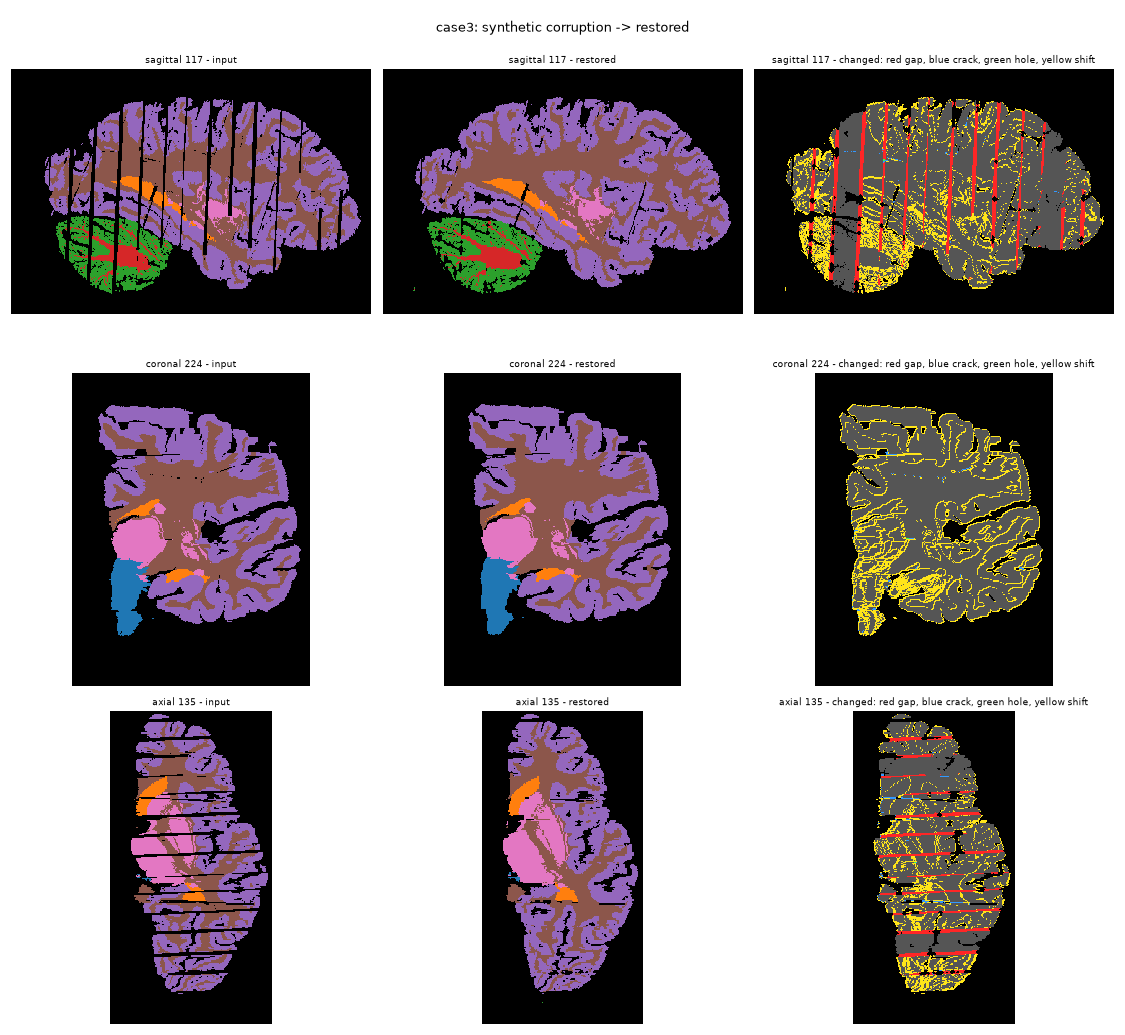 case3: synthetic corruption -> restored
sagittal 117 - input
sagittal 117 - restored
sagittal 117 - changed: red gap, blue crack, green hole, yellow shift
coronal 224 - input
coronal 224 - restored
coronal 224 - changed: red gap, blue crack, green hole, yellow shift
axial 135 - input
axial 135 - restored
axial 135 - changed: red gap, blue crack, green hole, yellow shift